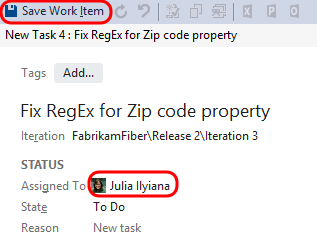 Save Work Item
New Task 4 : Fix RegEx for Zip code property
Tags Add...
Fix RegEx for Zip code property
Iteration FabrikamFiber\Release 2\Iteration 3
STATUS
Assigned To Julia Ilyiana
State To Do
Reason New task